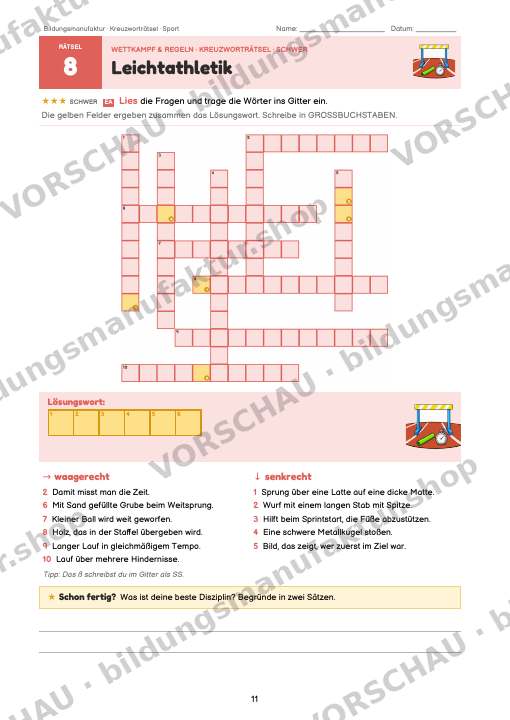 Bildungsmanufaktur · Kreuzworträtsel · Sport
Name: Datum:
RÄTSEL
8
WETTKAMPF & REGELN · KREUZWORTRÄTSEL · SCHWER
Leichtathletik
★★★ SCHWER EA Lies die Fragen und trage die Wörter ins Gitter ein.
Die gelben Felder ergeben zusammen das Lösungswort. Schreibe in GROSSBUCHSTABEN.
Lösungswort:
1 2 3 4 5 6
→ waagerecht
2 Damit misst man die Zeit.
6 Mit Sand gefüllte Grube beim Weitsprung.
7 Kleiner Ball wird weit geworfen.
8 Holz, das in der Staffel übergeben wird.
9 Langer Lauf in gleichmäßigem Tempo.
10 Lauf über mehrere Hindernisse.
↓ senkrecht
1 Sprung über eine Latte auf eine dicke Matte.
2 Wurf mit einem langen Stab mit Spitze.
3 Hilft beim Sprintstart, die Füße abzustützen.
4 Eine schwere Metallkugel stoßen.
5 Bild, das zeigt, wer zuerst im Ziel war.
Tipp: Das ß schreibst du im Gitter als SS.
★ Schon fertig? Was ist deine beste Disziplin? Begründe in zwei Sätzen.
11
VORSCHAU · bildungsmanufaktur.shop